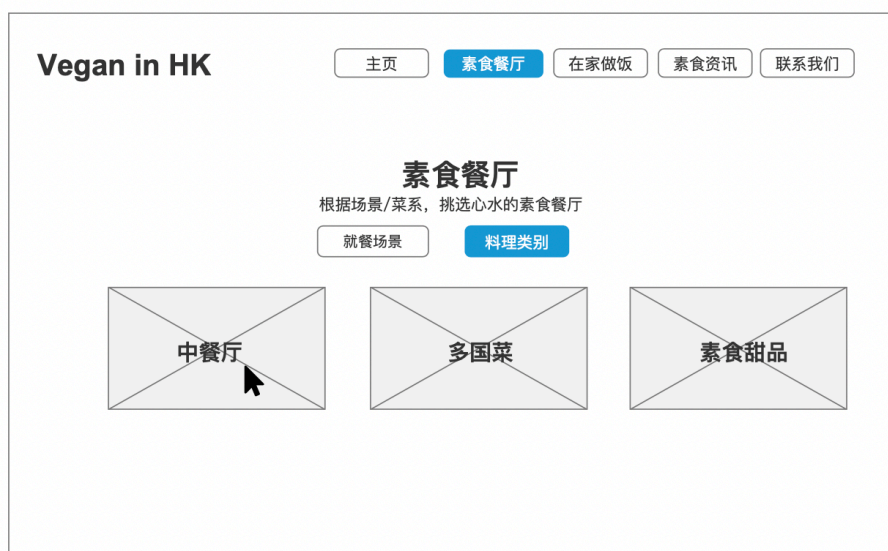 Vegan in HK
主页
素食餐厅
在家做饭
素食资讯
联系我们
素食餐厅
根据场景/菜系，挑选心水的素食餐厅
就餐场景
料理类别
中餐厅
多国菜
素食甜品